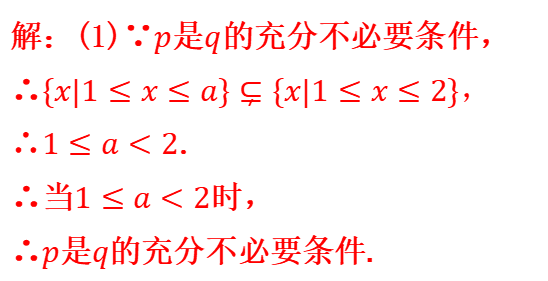 解：(1)∵p是q的充分不必要条件，
∴{x|1 ≤ x ≤ a} ⫋ {x|1 ≤ x ≤ 2}，
∴1 ≤ a < 2.
∴当1 ≤ a < 2时，
∴p是q的充分不必要条件.